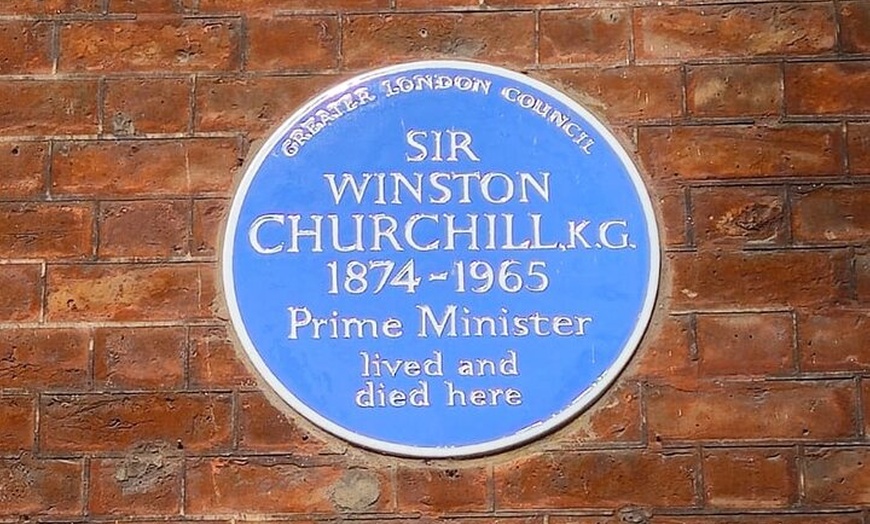 GREATER LONDON COUNCIL
SIR
WINSTON
CHURCHILL, K.G.
1874-1965
Prime Minister
lived and
died here